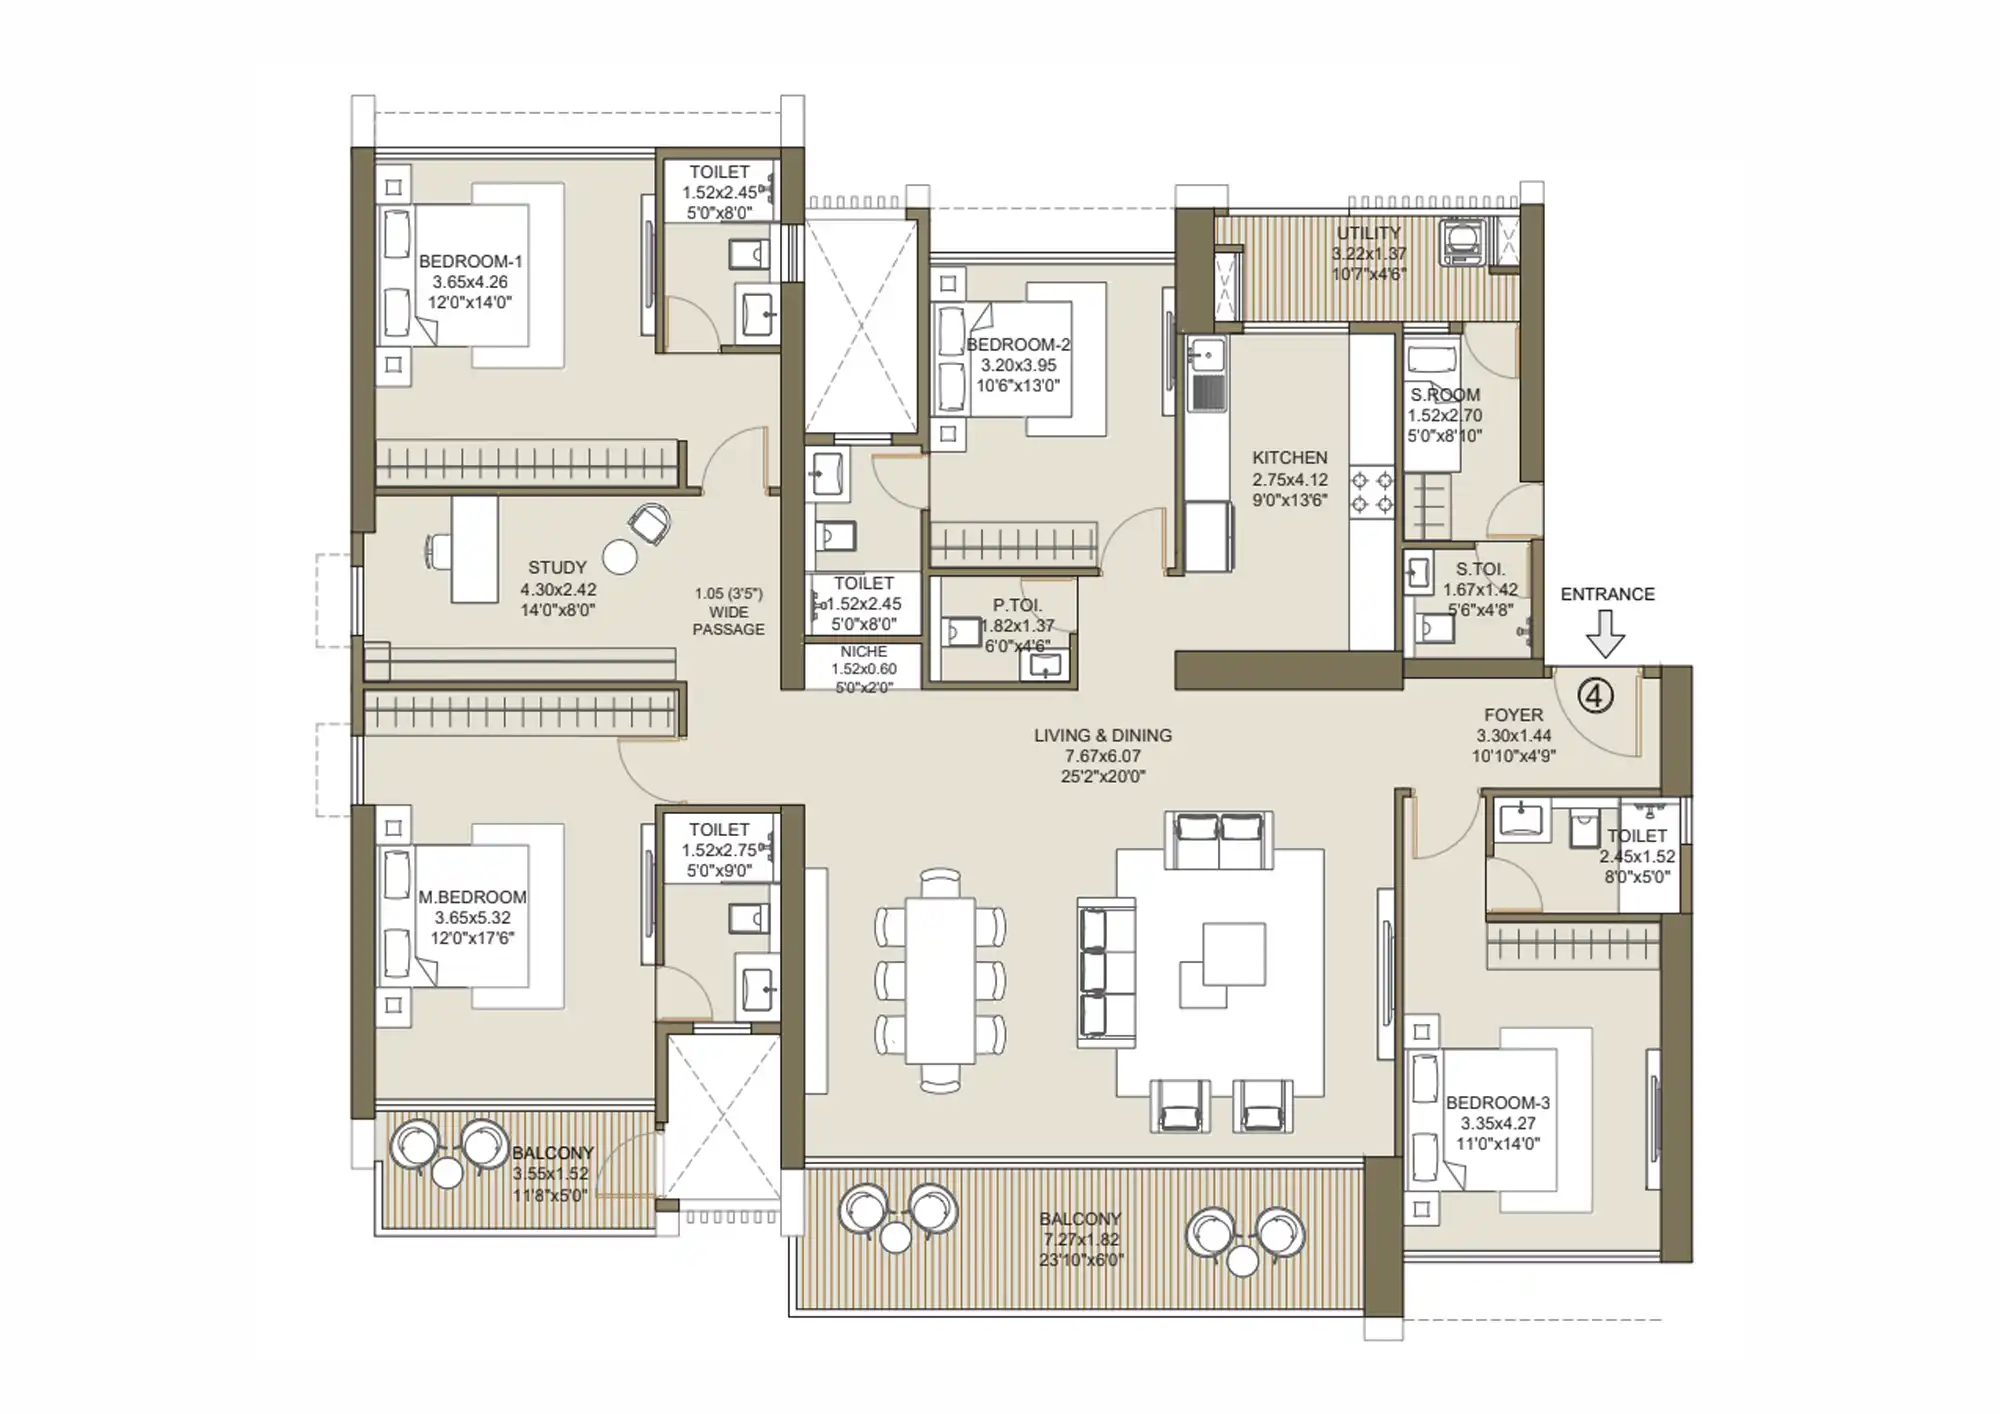 TOILET
1.52x2.45
5'0"x8'0"
BEDROOM-1
3.65x4.26
12'0"x14'0"
UTILITY
3.22x1.37
10'7"x4'6"
BEDROOM-2
3.20x3.95
10'6"x13'0"
S.ROOM
1.52x2.70
5'0"x8'10"
KITCHEN
2.75x4.12
9'0"x13'6"
STUDY
4.30x2.42
14'0"x8'0"
1.05 (3'5")
WIDE
PASSAGE
TOILET
1.52x2.45
5'0"x8'0"
P.TOI.
1.82x1.37
6'0"x4'6"
S.TOI.
1.67x1.42
5'6"x4'8"
ENTRANCE
NICHE
1.52x0.60
5'0"x2'0"
4
FOYER
3.30x1.44
10'10"x4'9"
LIVING & DINING
7.67x6.07
25'2"x20'0"
TOILET
1.52x2.75
5'0"x9'0"
TOILET
2.45x1.52
8'0"x5'0"
M.BEDROOM
3.65x5.32
12'0"x17'6"
BEDROOM-3
3.35x4.27
11'0"x14'0"
BALCONY
3.55x1.52
11'8"x5'0"
BALCONY
7.27x1.82
23'10"x6'0"